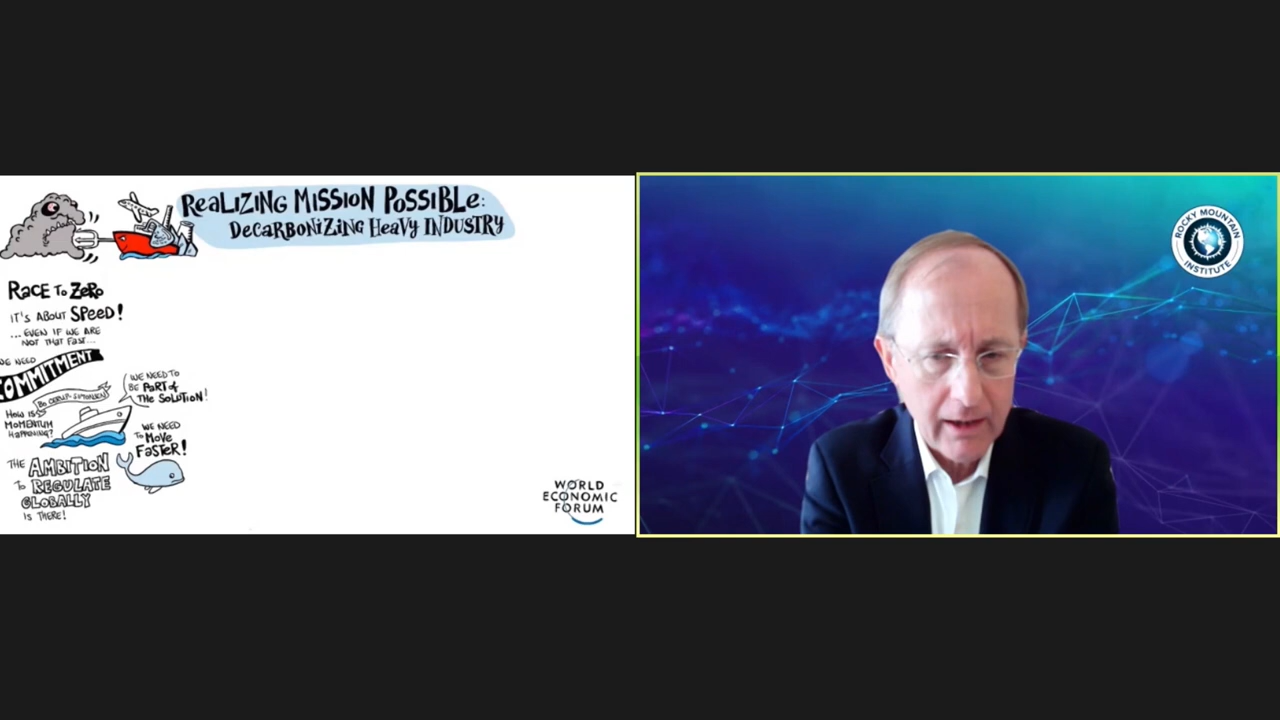 ReaLIZING MISSION POSSIBLe:
DecARBONiZiNG HeaVy INDUSTRY
RaCE To ZeRo
iT'S ABOUT SPeeD!
...EVEN IF WE ARE
NOT THAT FAST...
WE NEED
COMMITMENT
WE NEED TO
BE PaRT of
THE SOLUTiON!
HOW IS
MOMENTUM
HaPPENiNG?
WE NEED
To MOVe
FaSTER!
THE AMBITION
To REGULATE
GLOBALLY
iS THERE!
WORLD
ECONOMIC
FORUM
ROCKY MOUNTAIN
INSTITUTE